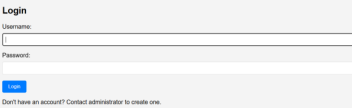 Login
Username:
Password:
Login
Don't have an account? Contact administrator to create one.